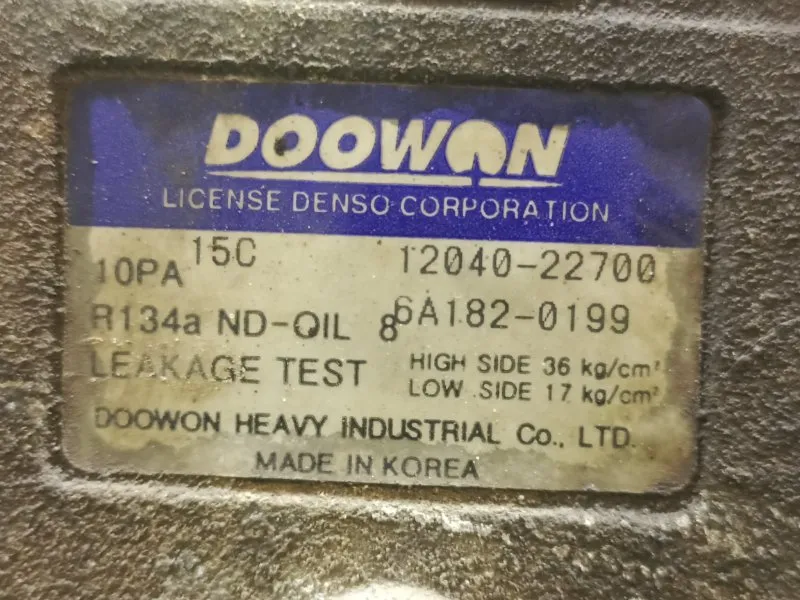 DOOWON
LICENSE DENSO CORPORATION
10PA 15C 12040-22700
R134a ND-OIL 8 6A182-0199
LEAKAGE TEST HIGH SIDE 36 kg/cm²
LOW SIDE 17 kg/cm²
DOOWON HEAVY INDUSTRIAL Co., LTD.
MADE IN KOREA